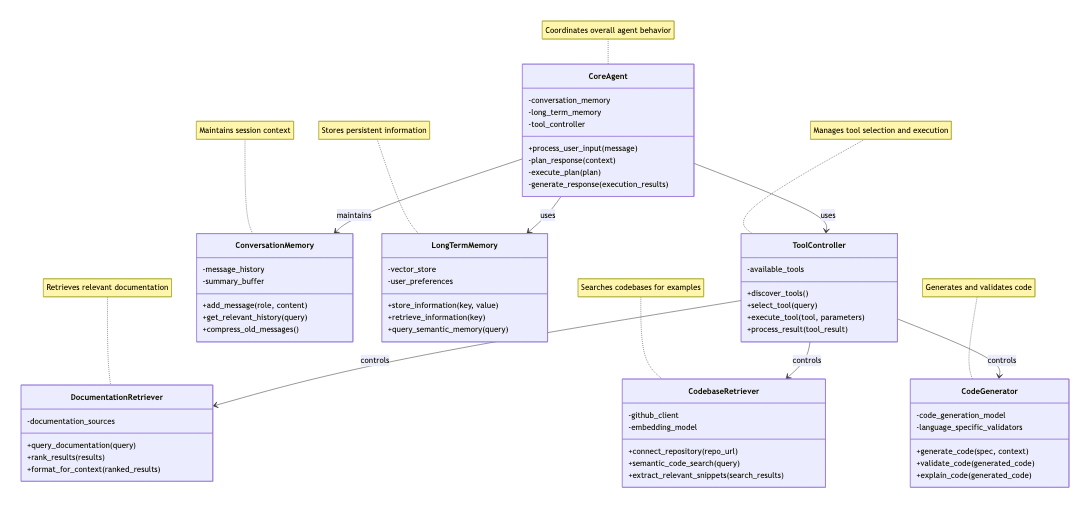 Coordinates overall agent behavior
CoreAgent
-conversation_memory
-long_term_memory
-tool_controller
+process_user_input(message)
-plan_response(context)
-execute_plan(plan)
-generate_response(execution_results)
Maintains session context
Stores persistent information
Manages tool selection and execution
maintains
uses
uses
ConversationMemory
-message_history
-summary_buffer
+add_message(role, content)
+get_relevant_history(query)
+compress_old_messages()
LongTermMemory
-vector_store
-user_preferences
+store_information(key, value)
+retrieve_information(key)
+query_semantic_memory(query)
ToolController
-available_tools
+discover_tools()
+select_tool(query)
+execute_tool(tool, parameters)
+process_result(tool_result)
Retrieves relevant documentation
Searches codebases for examples
Generates and validates code
controls
controls
controls
DocumentationRetriever
-documentation_sources
+query_documentation(query)
+rank_results(results)
+format_for_context(ranked_results)
CodebaseRetriever
-github_client
-embedding_model
+connect_repository(repo_url)
+semantic_code_search(query)
+extract_relevant_snippets(search_results)
CodeGenerator
-code_generation_model
-language_specific_validators
+generate_code(spec, context)
+validate_code(generated_code)
+explain_code(generated_code)